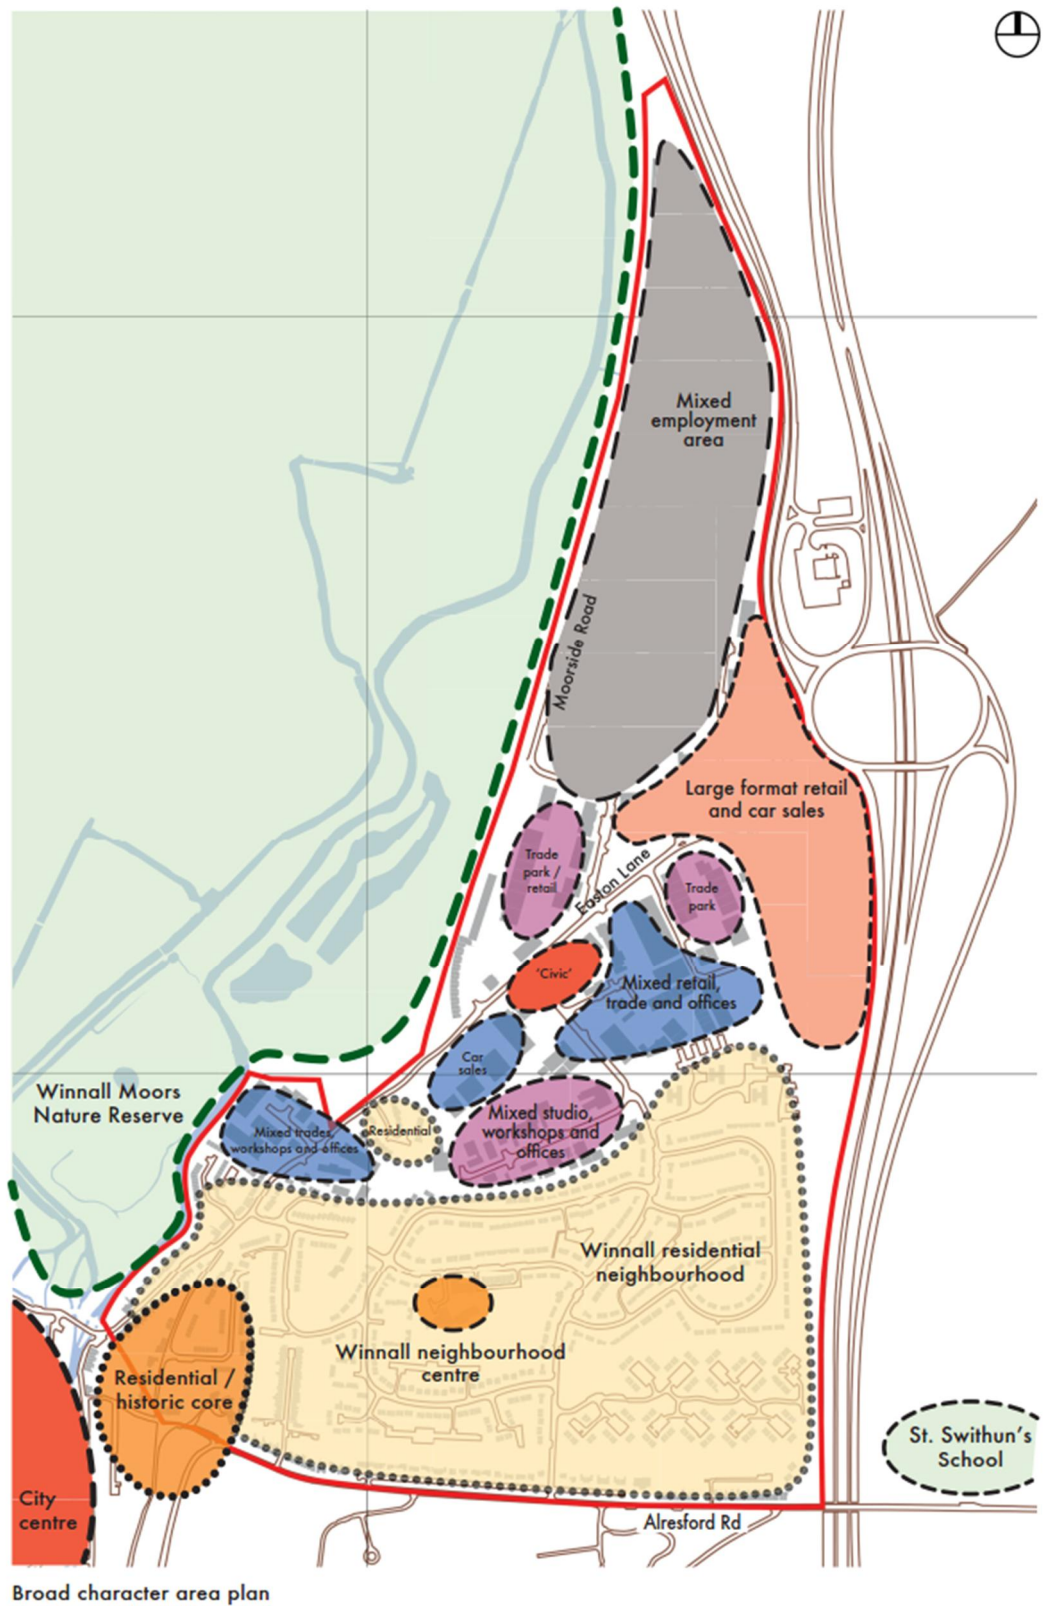 Mixed
employment
area
Moorside Road
Large format retail
and car sales
Trade
park /
retail
Easton Lane
Trade
park
'Civic'
Mixed retail,
trade and offices
Car
sales
Winnall Moors
Nature Reserve
Mixed trades,
workshops and offices
Residential
Mixed studio,
workshops and
offices
Winnall residential
neighbourhood
Winnall neighbourhood
centre
Residential /
historic core
St. Swithun's
School
City
centre
Alresford Rd
Broad character area plan